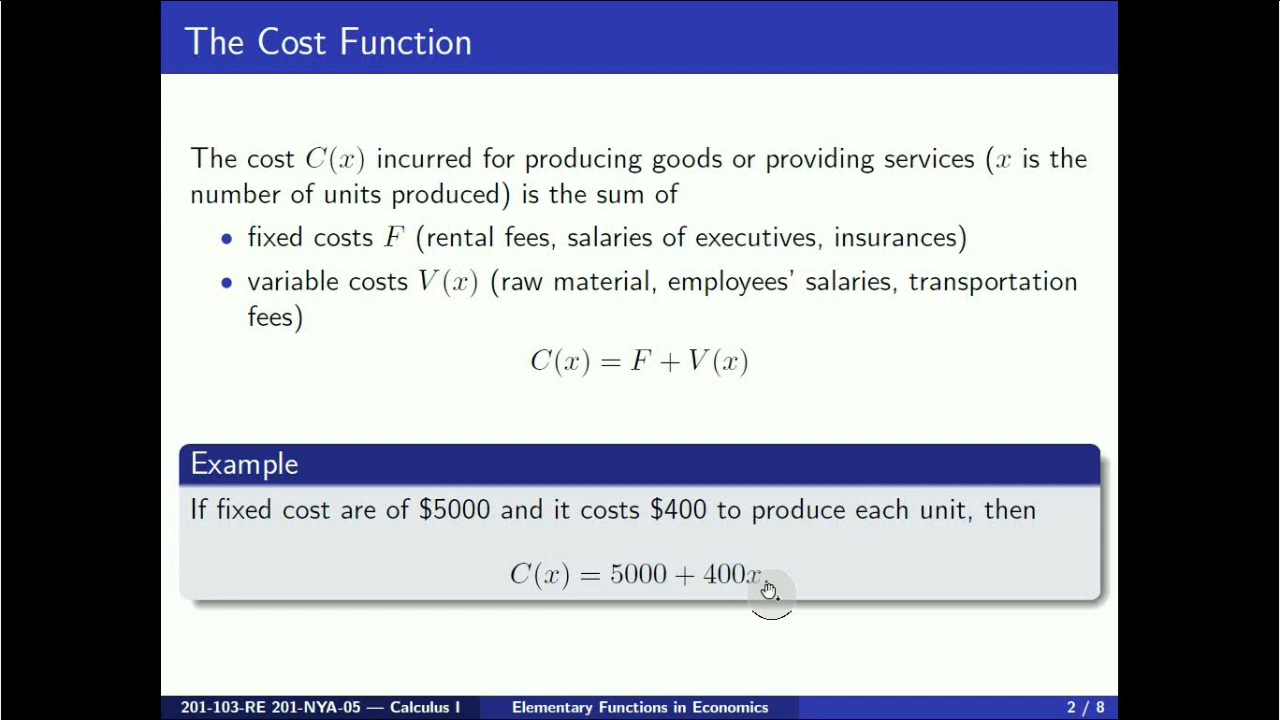 The Cost Function
The cost C(x) incurred for producing goods or providing services (x is the
number of units produced) is the sum of
• fixed costs F (rental fees, salaries of executives, insurances)
• variable costs V(x) (raw material, employees' salaries, transportation
fees)
C(x) = F + V(x)
Example
If fixed cost are of $5000 and it costs $400 to produce each unit, then
C(x) = 5000 + 400x.
201-103-RE 201-NYA-05 — Calculus I Elementary Functions in Economics 2 / 8